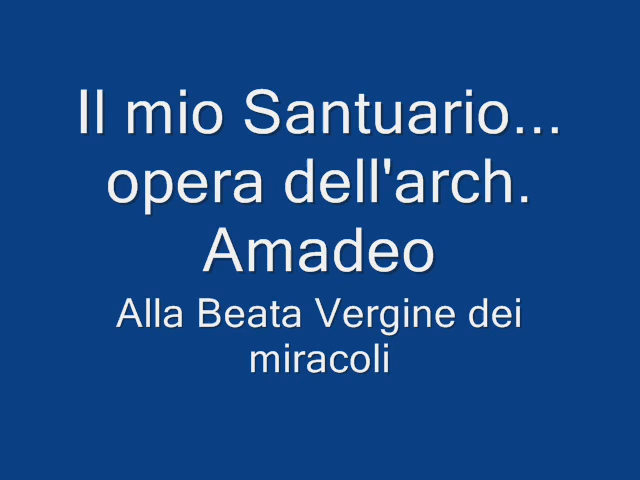 Il mio Santuario...
opera dell'arch.
Amadeo
Alla Beata Vergine dei
miracoli